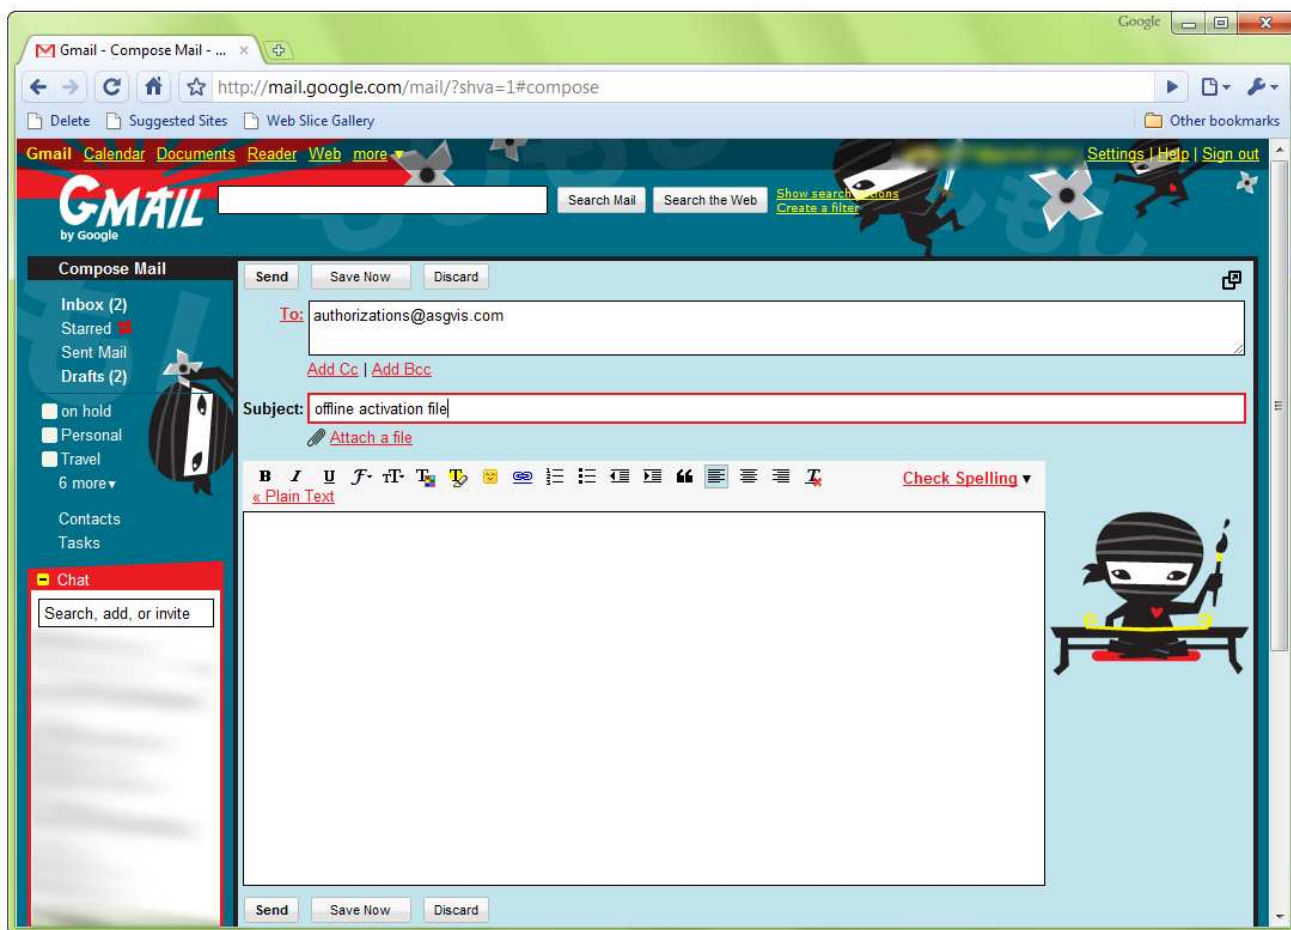 Google
Gmail - Compose Mail - ...
http://mail.google.com/mail/?shva=1#compose
Delete Suggested Sites Web Slice Gallery Other bookmarks
Gmail Calendar Documents Reader Web more Settings | Help | Sign out
GMAIL
by Google
Search Mail Search the Web
Show search options
Create a filter
Compose Mail
Send Save Now Discard
Inbox (2)
Starred
Sent Mail
Drafts (2)
To: authorizations@asgvis.com
Add Cc | Add Bcc
on hold
Personal
Travel
6 more
Subject: offline activation file
Attach a file
Contacts
Tasks
B I U Check Spelling
« Plain Text
Chat
Search, add, or invite
Send Save Now Discard